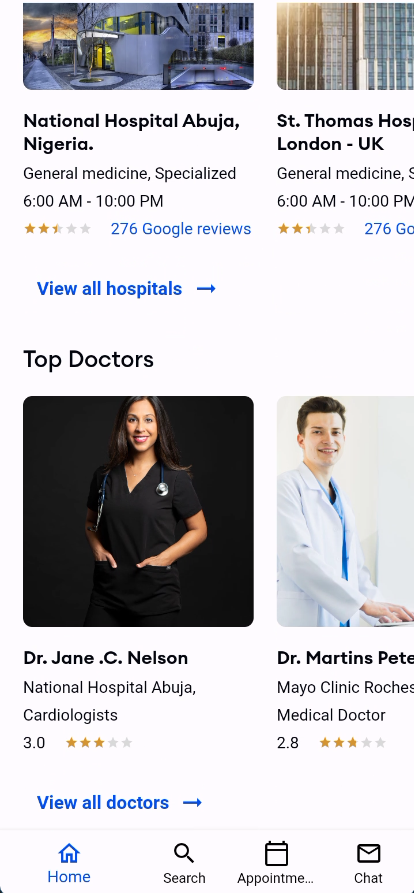 National Hospital Abuja,
Nigeria.
General medicine, Specialized
6:00 AM - 10:00 PM
276 Google reviews
St. Thomas Hosp
London - UK
General medicine, S
6:00 AM - 10:00 PM
276 Go
View all hospitals
Top Doctors
Dr. Jane .C. Nelson
National Hospital Abuja,
Cardiologists
3.0
Dr. Martins Pete
Mayo Clinic Roches
Medical Doctor
2.8
View all doctors
Home
Search
Appointme...
Chat